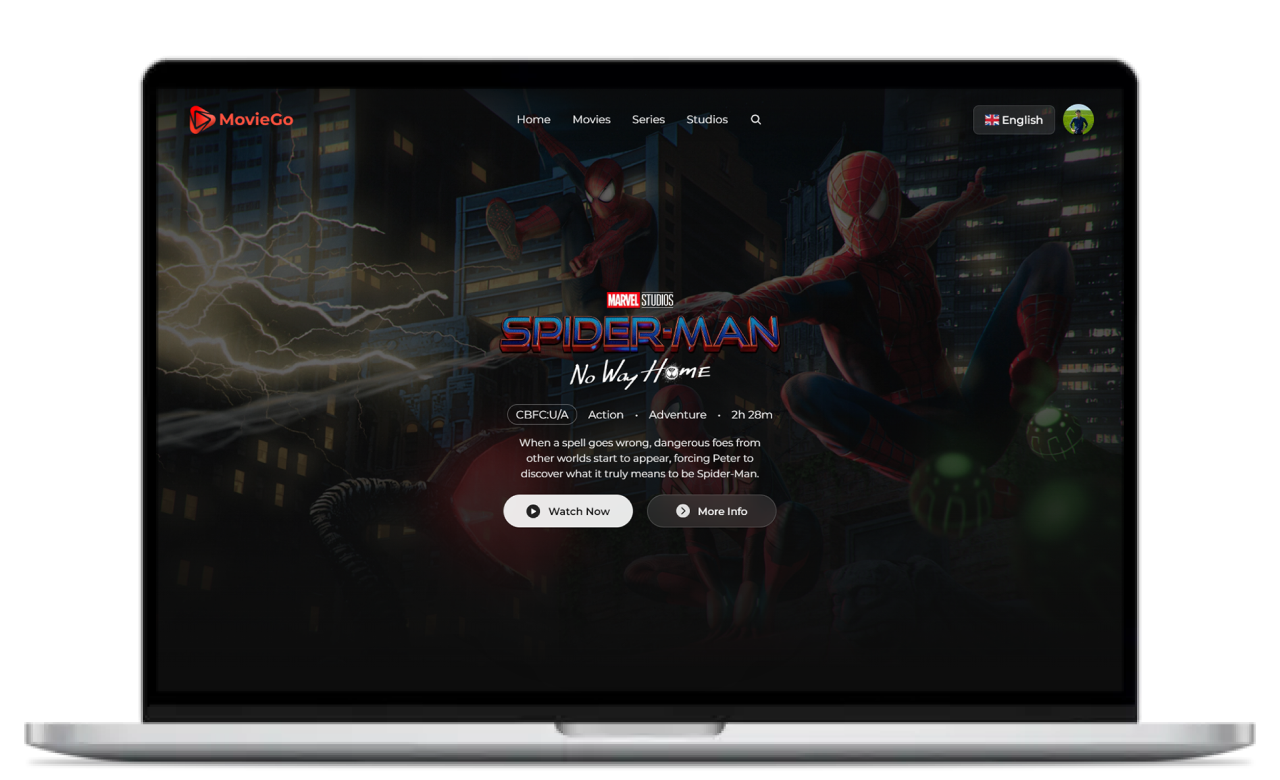 MovieGo
Home Movies Series Studios
English
MARVEL STUDIOS
SPIDER-MAN
No Way Home
CBFC:U/A Action • Adventure • 2h 28m
When a spell goes wrong, dangerous foes from
other worlds start to appear, forcing Peter to
discover what it truly means to be Spider-Man.
Watch Now More Info